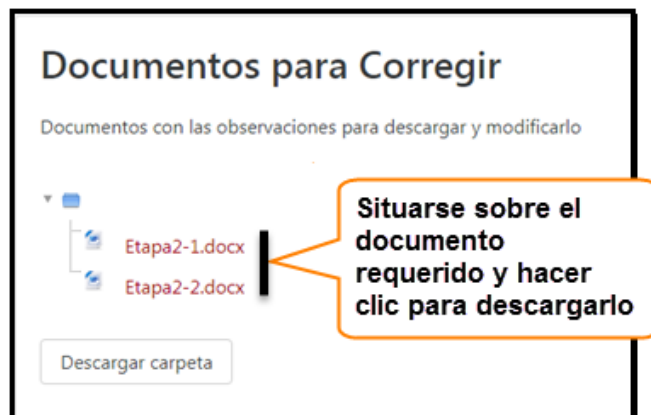 Documentos para Corregir
Documentos con las observaciones para descargar y modificarlo
Etapa2-1.docx
Etapa2-2.docx
Situarse sobre el
documento
requerido y hacer
clic para descargarlo
Descargar carpeta